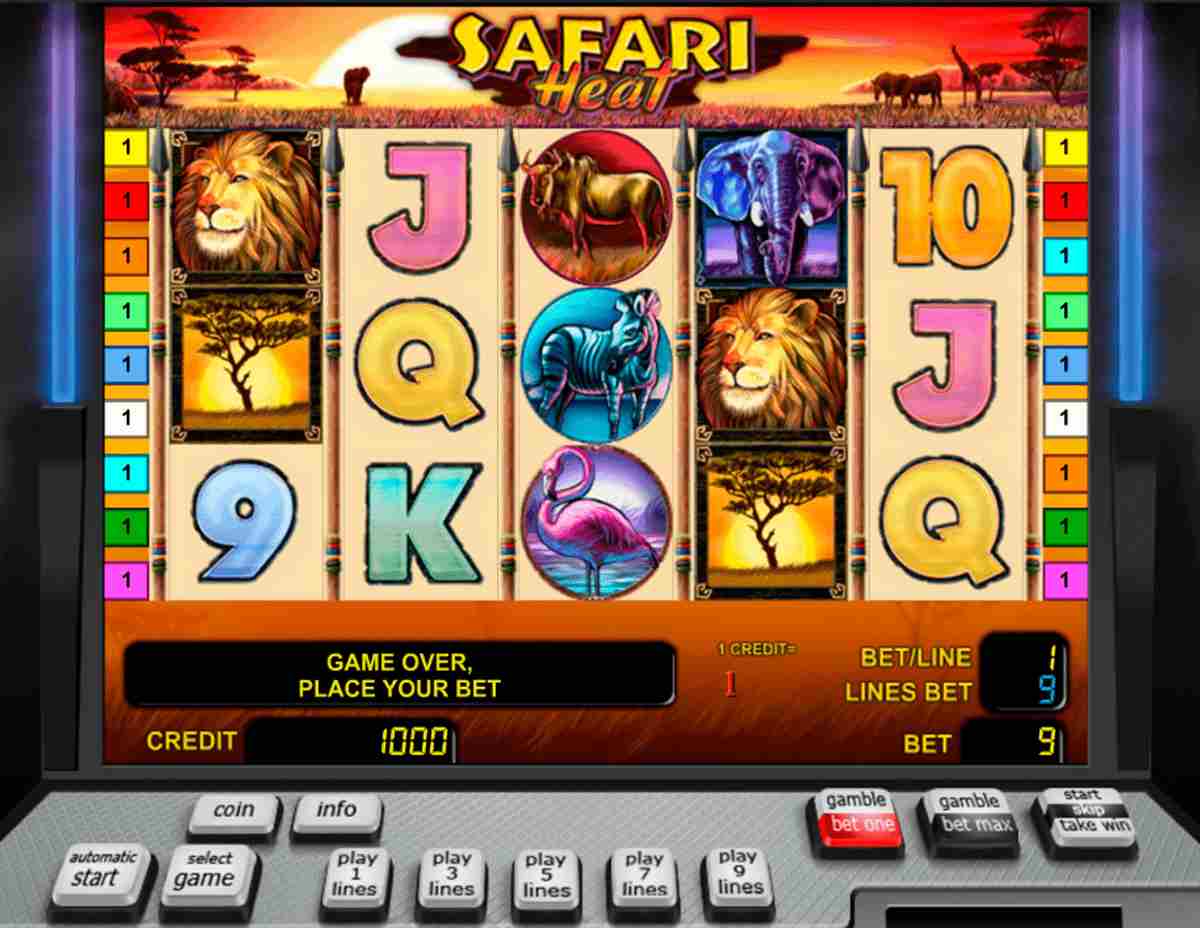 SAFARI
Heat
1 J 10 1
1 1
1 1
1 Q J 1
1 1
1 1
1 9 K Q 1
1 1
1 1
GAME OVER,
PLACE YOUR BET
1 CREDIT=
1
BET/LINE 1
LINES BET 9
CREDIT 1000
BET 9
coin
info
gamble
bet one
gamble
bet max
start
skip
take win
automatic
start
select
game
play
1
lines
play
3
lines
play
5
lines
play
7
lines
play
9
lines